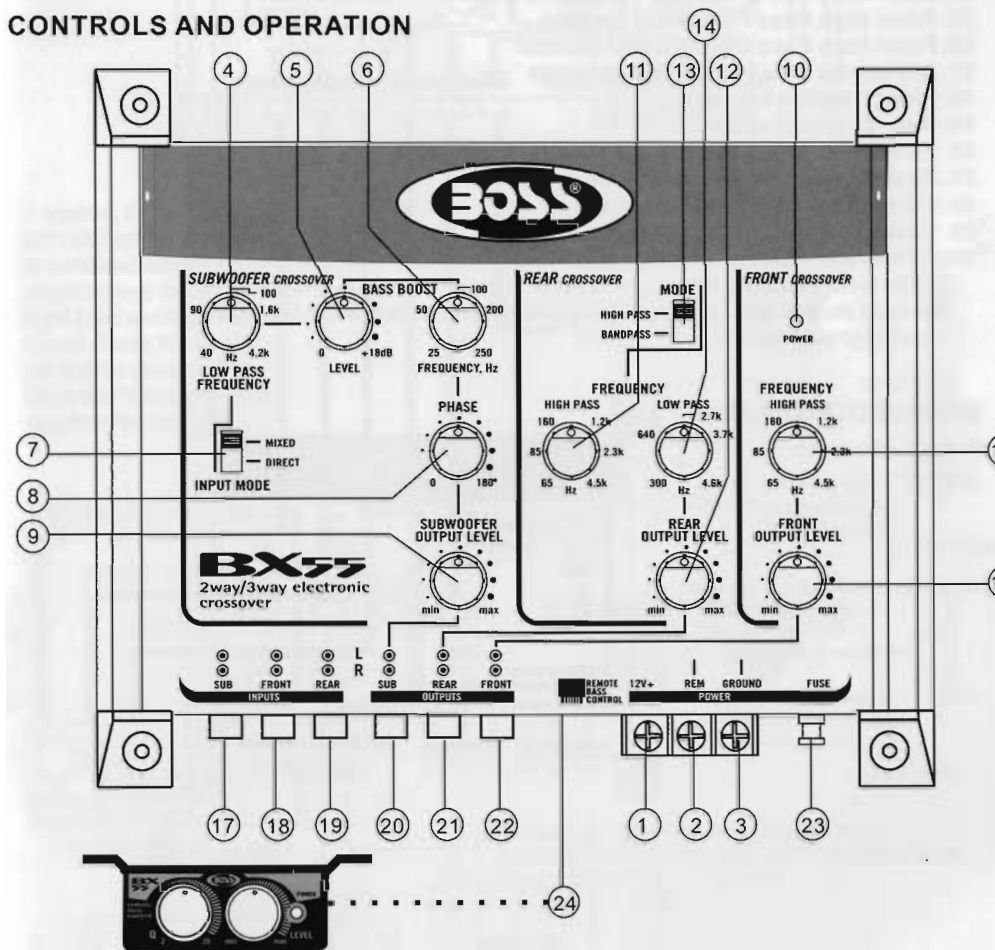 CONTROLS AND OPERATION
4 5 6 11 13 14 12 10
BOSS®
SUBWOOFER CROSSOVER
BASS BOOST
100
90 1.6k
40 Hz 4.2k
LOW PASS
FREQUENCY
0 +18dB
LEVEL
100
50 200
25 250
FREQUENCY, Hz
7
MIXED
DIRECT
INPUT MODE
8
PHASE
0 180°
9
SUBWOOFER
OUTPUT LEVEL
min max
BX55
2way/3way electronic
crossover
REAR CROSSOVER
MODE
HIGH PASS
BANDPASS
FREQUENCY
HIGH PASS
160 1.2k
85 2.3k
65 Hz 4.5k
LOW PASS
2.7k
640 3.7k
300 Hz 4.6k
REAR
OUTPUT LEVEL
min max
FRONT CROSSOVER
POWER
FREQUENCY
HIGH PASS
160 1.2k
85 2.3k
65 Hz 4.5k
FRONT
OUTPUT LEVEL
min max
L
R
SUB FRONT REAR
INPUTS
SUB REAR FRONT
OUTPUTS
REMOTE
BASS
CONTROL
12V+ REM GROUND
POWER
FUSE
17 18 19 20 21 22 1 2 3 23
24
BX55
BOSS
POWER
Q 2 20 min max LEVEL